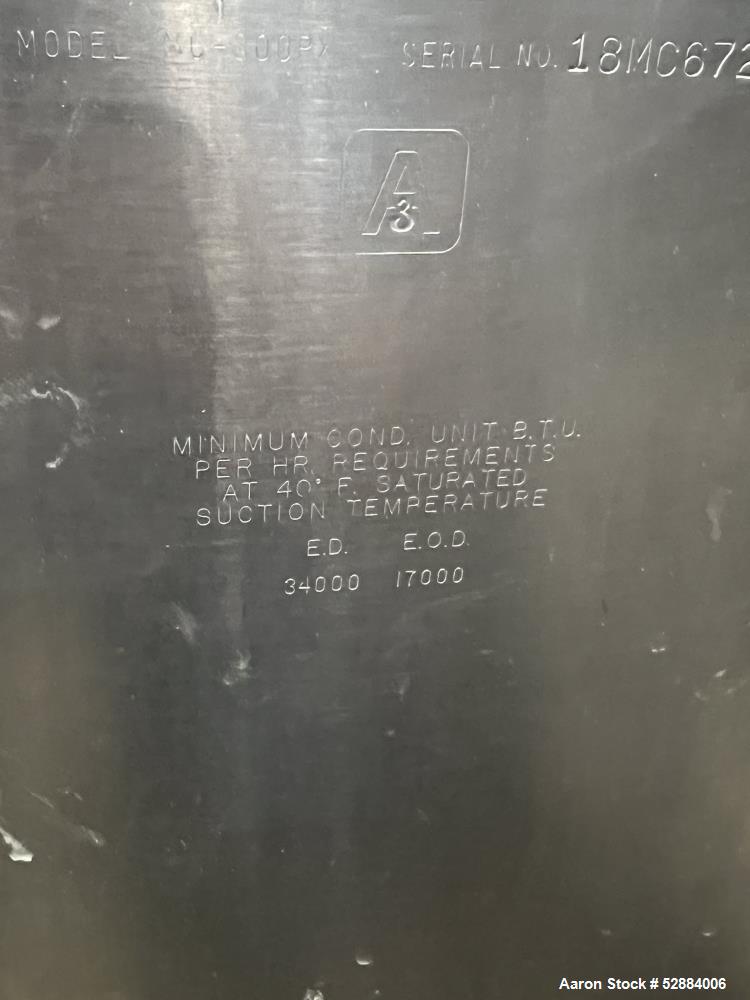 MODEL SERIAL NO. 18MC672
A
3
MINIMUM COND. UNIT B.T.U.
PER HR. REQUIREMENTS
AT 40° F. SATURATED
SUCTION TEMPERATURE
E.D. E.O.D.
34000 17000
Aaron Stock # 52884006